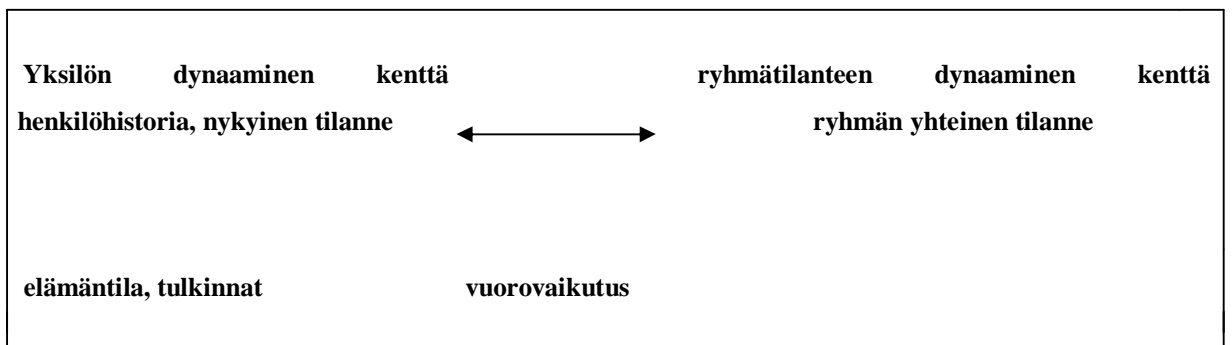 Yksilön dynaaminen kenttä ryhmätilanteen dynaaminen kenttä
henkilöhistoria, nykyinen tilanne ryhmän yhteinen tilanne
elämäntila, tulkinnat vuorovaikutus